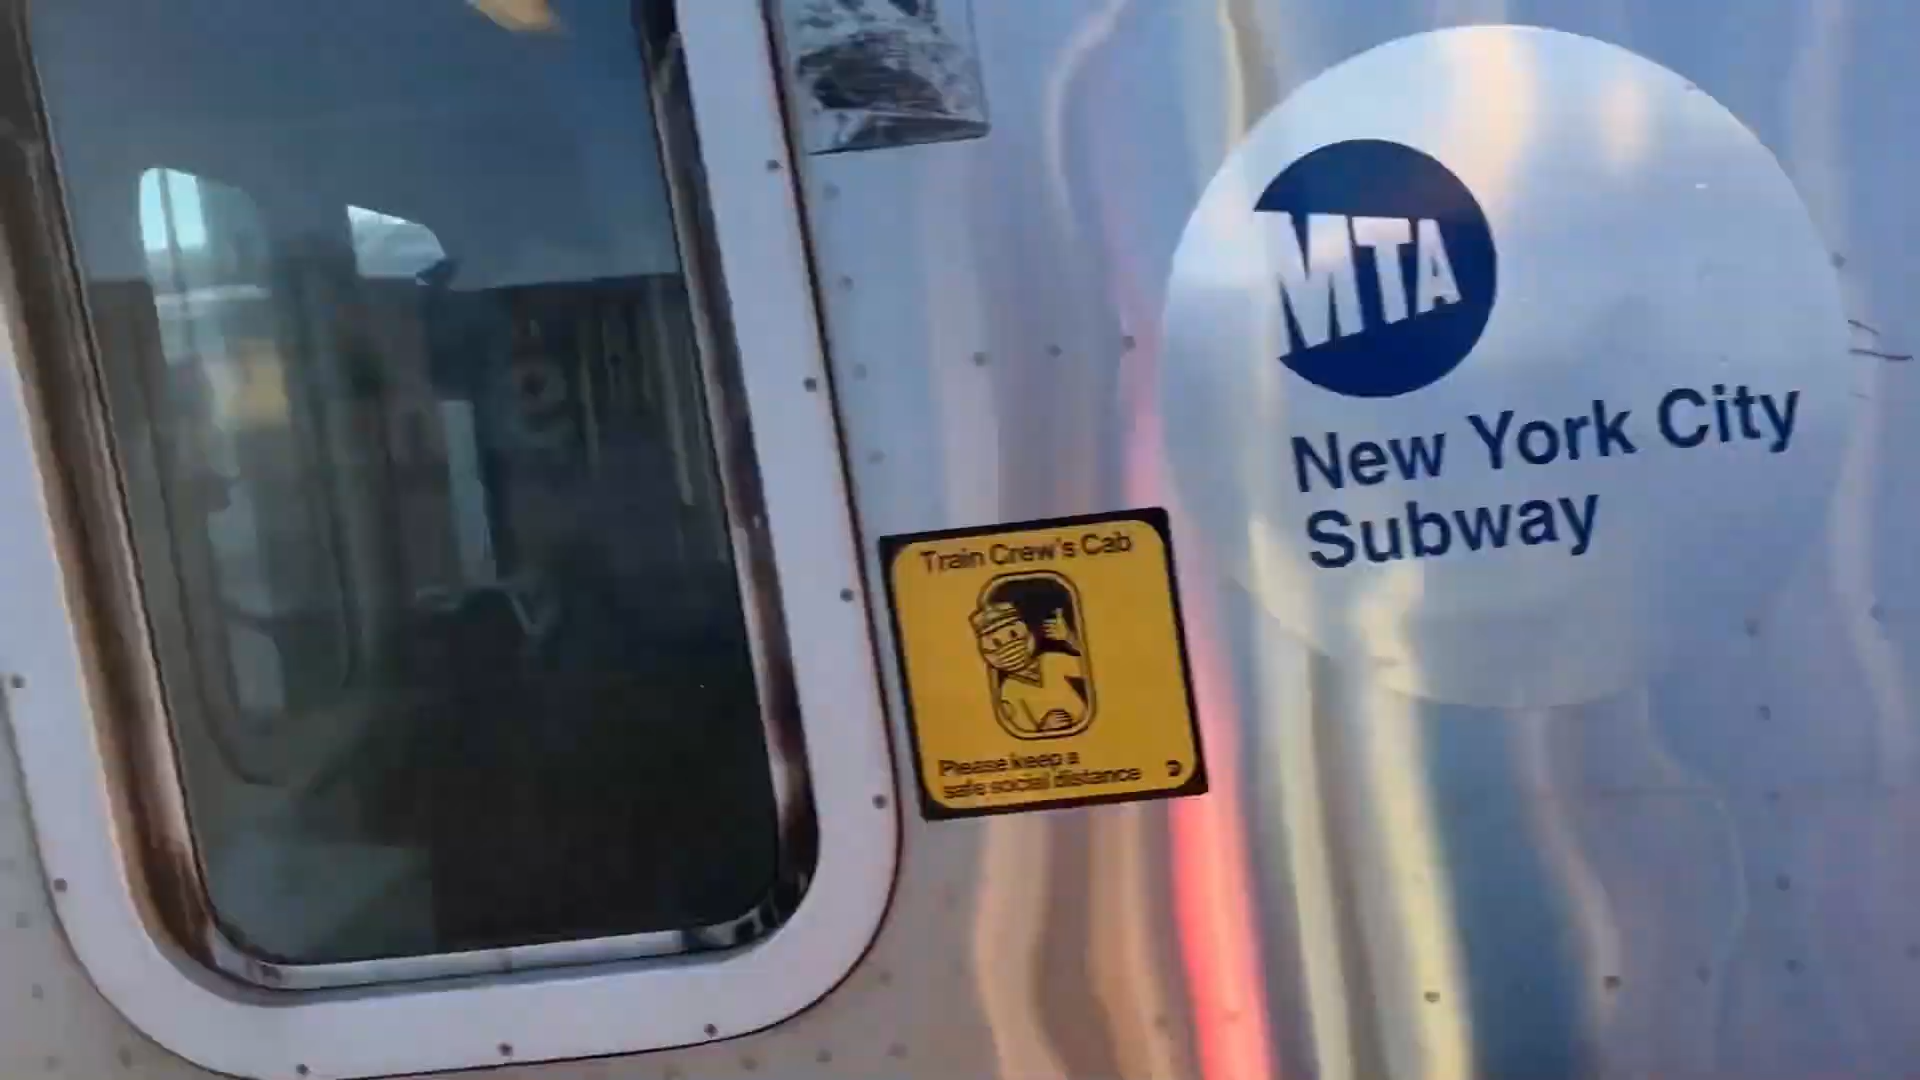 MTA
New York City
Subway
Train Crew's Cab
Please keep a
safe social distance